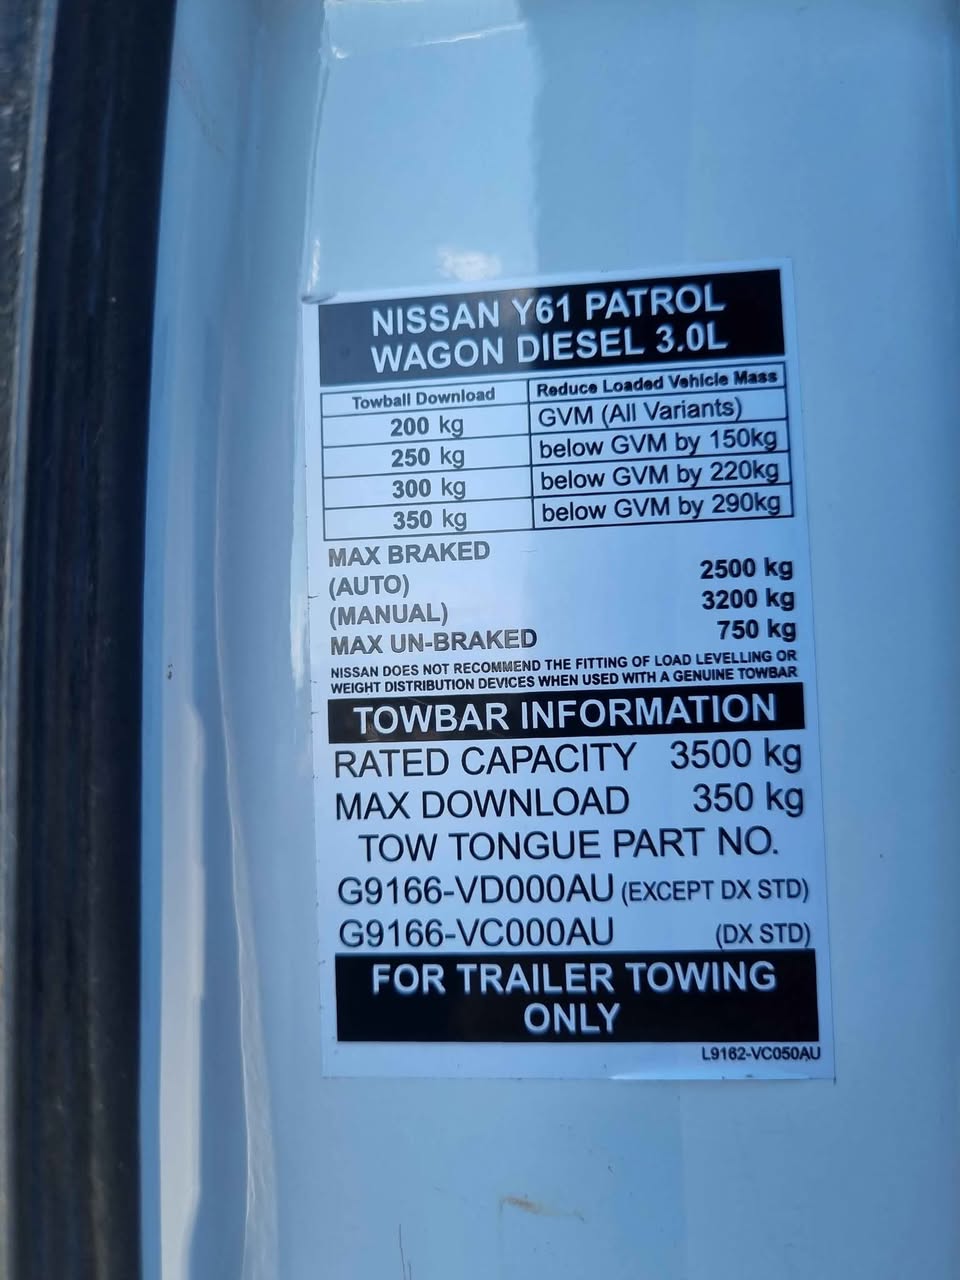 NISSAN Y61 PATROL
WAGON DIESEL 3.0L
Towball Download Reduce Loaded Vehicle Mass
200 kg GVM (All Variants)
250 kg below GVM by 150kg
300 kg below GVM by 220kg
350 kg below GVM by 290kg
MAX BRAKED
(AUTO) 2500 kg
(MANUAL) 3200 kg
MAX UN-BRAKED 750 kg
NISSAN DOES NOT RECOMMEND THE FITTING OF LOAD LEVELLING OR
WEIGHT DISTRIBUTION DEVICES WHEN USED WITH A GENUINE TOWBAR
TOWBAR INFORMATION
RATED CAPACITY 3500 kg
MAX DOWNLOAD 350 kg
TOW TONGUE PART NO.
G9166-VD000AU (EXCEPT DX STD)
G9166-VC000AU (DX STD)
FOR TRAILER TOWING
ONLY
L9162-VC050AU